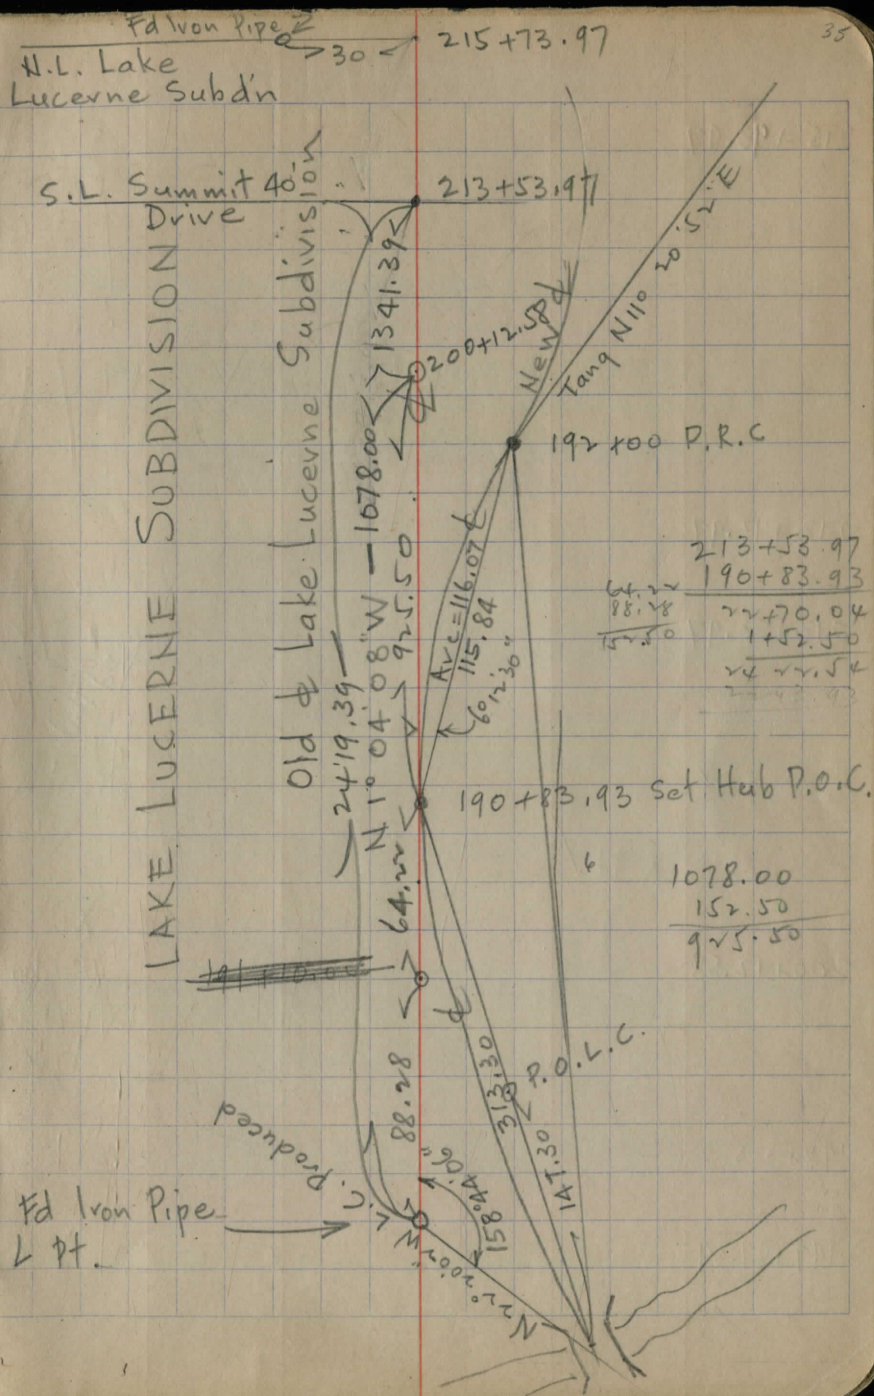 35
Fd Iron Pipe
30
215+73.97
N.L. Lake
Lucerne Subd'n
S.L. Summit 40'
Drive
213+53.97
LAKE LUCERNE SUBDIVISION
Old ℄ Lake Lucerne Subdivision
1341.39
200+12.58
℄
New ℄
Tang N11° 20' 52" E
192+00 P.R.C
1078.00
925.50
N 1° 04' 08" W
2419.39
Arc=116.07
℄
115.84
6° 12' 30"
213+53.97
190+83.93
22+70.04
1+52.50
24 22.54
64.22
88.28
152.50
190+83.93 Set Hub P.O.C.
64.22
6
1078.00
152.50
925.50
℄
313.30
P.O.L.C.
147.30
88.28
L.C. Produced
158° 44' 06"
Fd Iron Pipe
L pt.